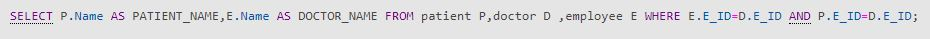 SELECT P.Name AS PATIENT_NAME,E.Name AS DOCTOR_NAME FROM patient P,doctor D ,employee E WHERE E.E_ID=D.E_ID AND P.E_ID=D.E_ID;